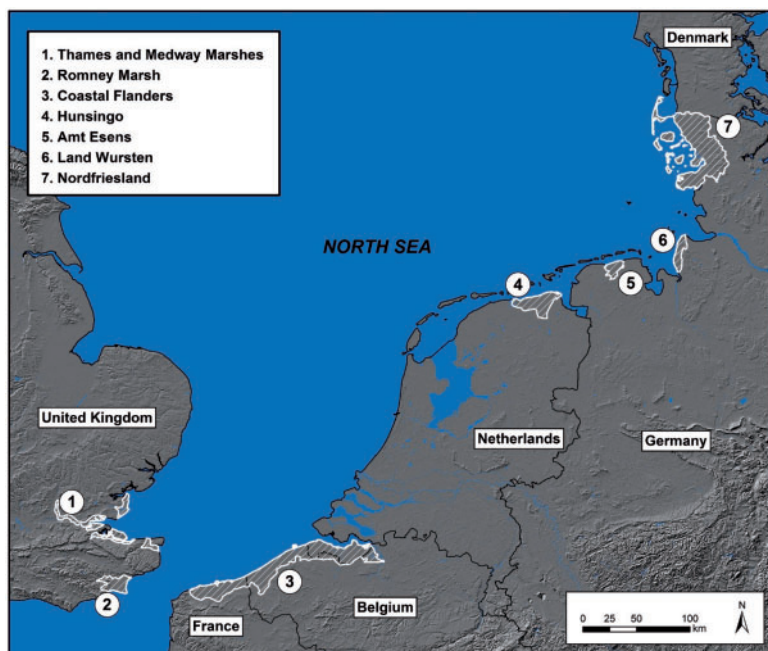 1. Thames and Medway Marshes
2. Romney Marsh
3. Coastal Flanders
4. Hunsingo
5. Amt Esens
6. Land Wursten
7. Nordfriesland
Denmark
7
NORTH SEA
6
4
5
United Kingdom
Netherlands
Germany
1
3
2
France
Belgium
N
0 25 50 100
km